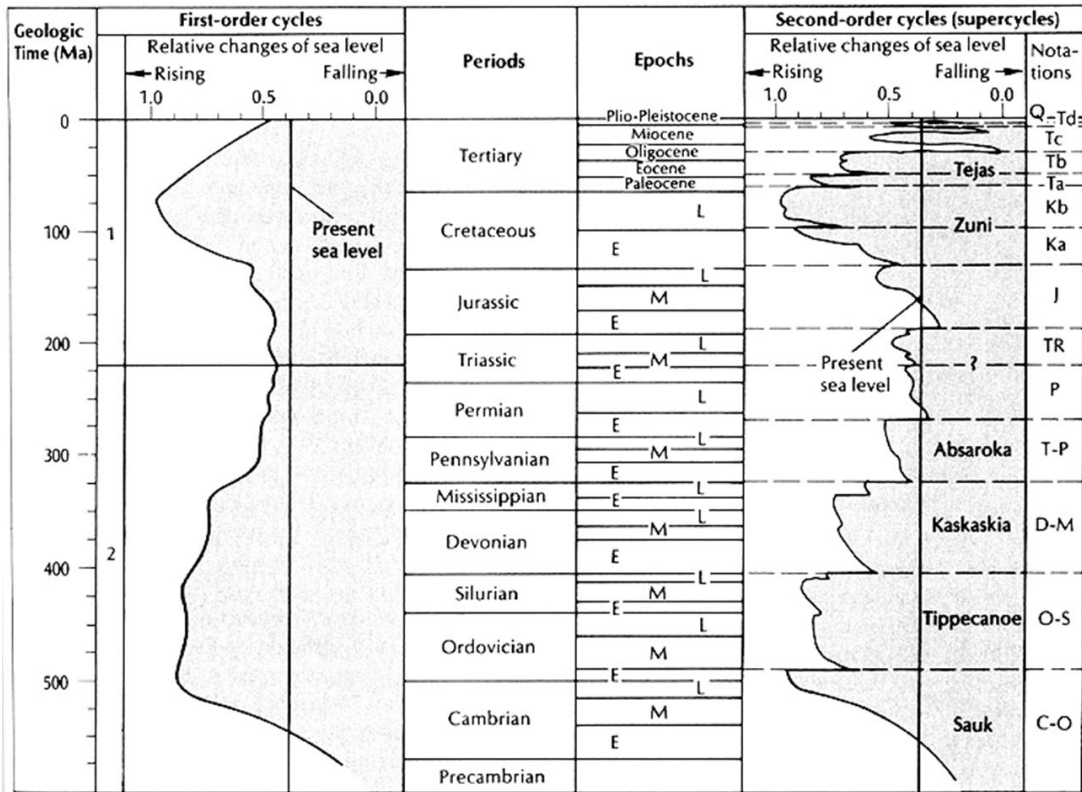 Geologic
Time (Ma)
First-order cycles
Relative changes of sea level
Rising
Falling
1.0
0.5
0.0
0
100
200
300
400
500
1
2
Present
sea level
Periods
Tertiary
Cretaceous
Jurassic
Triassic
Permian
Pennsylvanian
Mississippian
Devonian
Silurian
Ordovician
Cambrian
Precambrian
Epochs
Plio-Pleistocene
Miocene
Oligocene
Eocene
Paleocene
L
E
L
M
E
L
M
E
L
E
L
M
E
L
E
L
M
E
L
M
E
L
M
E
L
M
E
Second-order cycles (supercycles)
Relative changes of sea level
Rising
Falling
1.0
0.5
0.0
Tejas
Zuni
Present
sea level
?
Absaroka
Kaskaskia
Tippecanoe
Sauk
Nota-
tions
Q
Td
Tc
Tb
Ta
Kb
Ka
J
TR
P
T-P
D-M
O-S
C-O